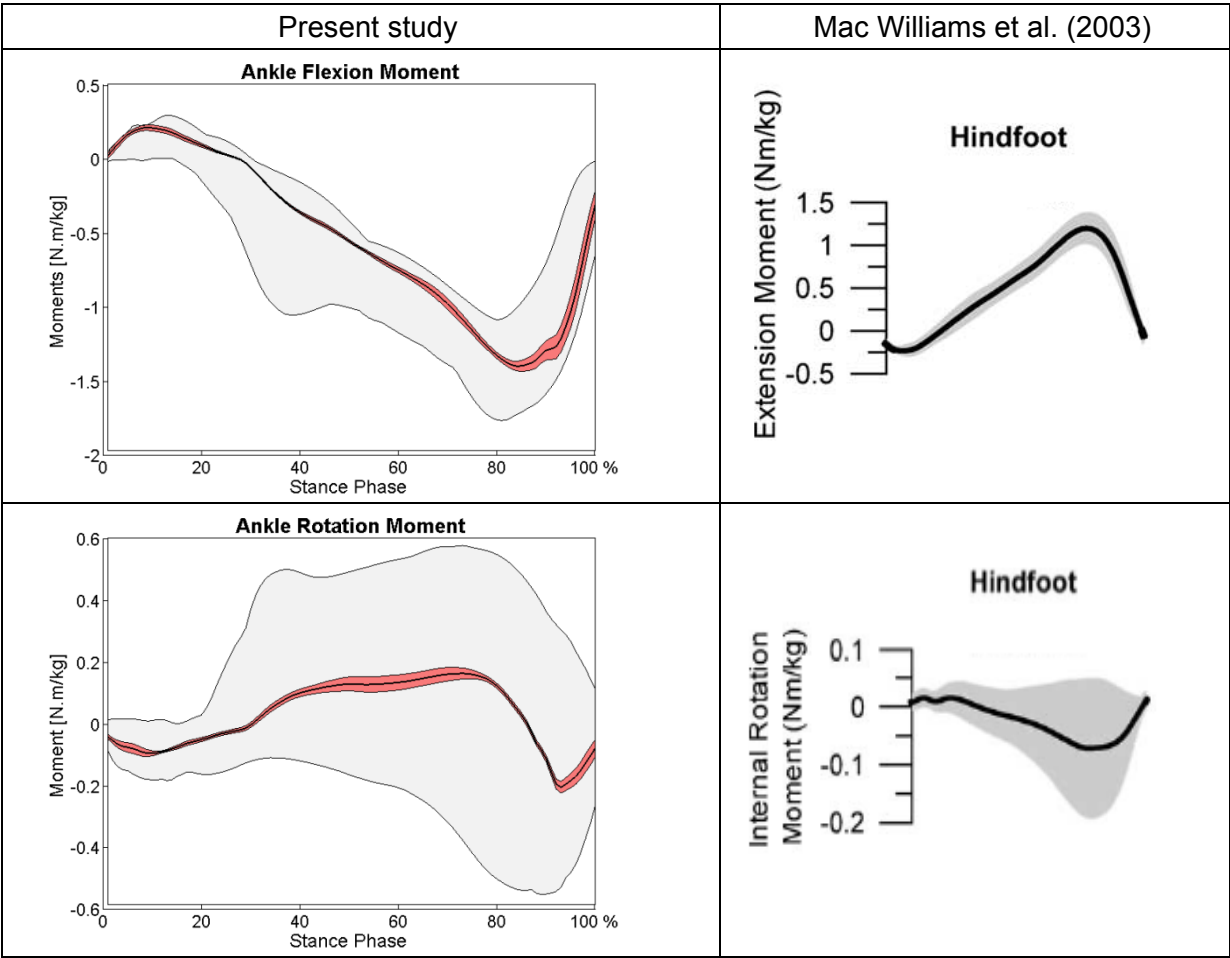 Present study
Mac Williams et al. (2003)
Ankle Flexion Moment
0.5
0
-0.5
-1
-1.5
-2
Moments [N.m/kg]
0 20 40 60 80 100 %
Stance Phase
Hindfoot
Extension Moment (Nm/kg)
1.5
1
0.5
0
-0.5
Ankle Rotation Moment
0.6
0.4
0.2
0
-0.2
-0.4
-0.6
Moment [N.m/kg]
0 20 40 60 80 100 %
Stance Phase
Hindfoot
Internal Rotation
Moment (Nm/kg)
0.1
0
-0.1
-0.2